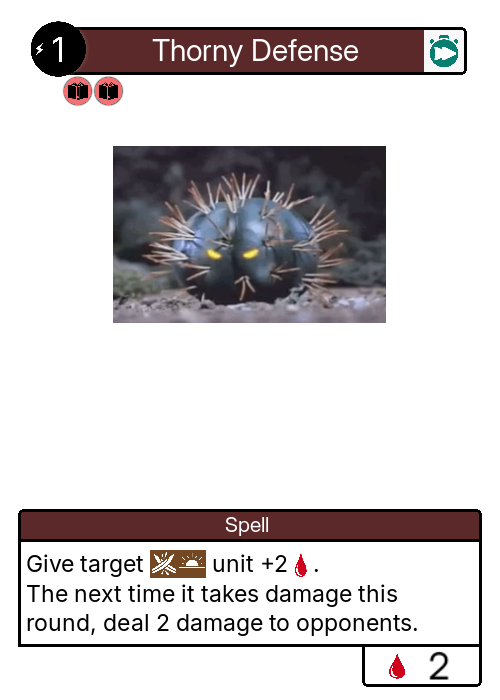 1
Thorny Defense
Spell
Give target unit +2 .
The next time it takes damage this
round, deal 2 damage to opponents.
2